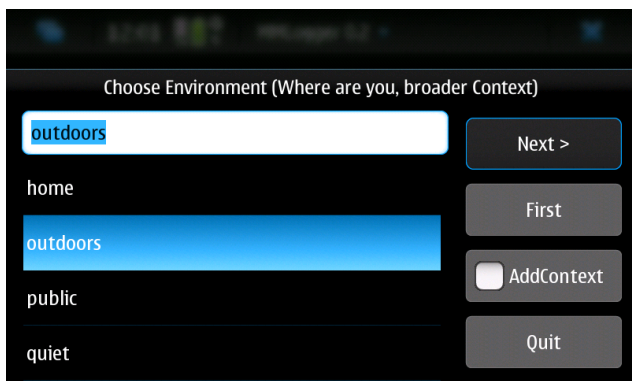 Choose Environment (Where are you, broader Context)
outdoors
Next >
home
First
outdoors
AddContext
public
Quit
quiet